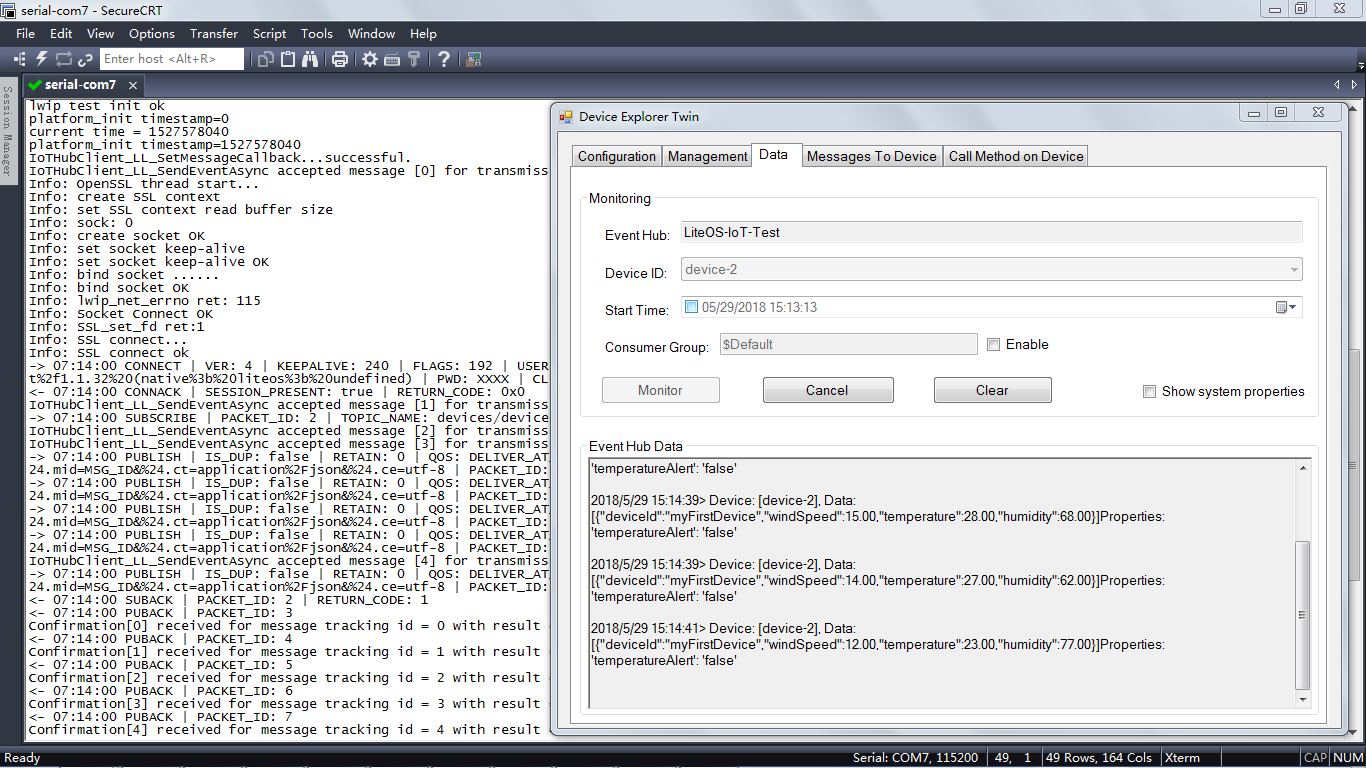 serial-com7 - SecureCRT
File Edit View Options Transfer Script Tools Window Help
Enter host <Alt+R>
Session Manager
serial-com7
lwip test init ok
platform_init timestamp=0
current time = 1527578040
platform_init timestamp=1527578040
IoTHubClient_LL_SetMessageCallback...successful.
IoTHubClient_LL_SendEventAsync accepted message [0] for transmiss
Info: OpenSSL thread start...
Info: create SSL context
Info: set SSL context read buffer size
Info: sock: 0
Info: create socket OK
Info: set socket keep-alive
Info: set socket keep-alive OK
Info: bind socket ......
Info: bind socket OK
Info: lwip_net_errno ret: 115
Info: Socket Connect OK
Info: SSL_set_fd ret:1
Info: SSL connect...
Info: SSL connect ok
-> 07:14:00 CONNECT | VER: 4 | KEEPALIVE: 240 | FLAGS: 192 | USER
t%2f1.1.32%20(native%3b%20liteos%3b%20undefined) | PWD: XXXX | CL
<- 07:14:00 CONNACK | SESSION_PRESENT: true | RETURN_CODE: 0x0
IoTHubClient_LL_SendEventAsync accepted message [1] for transmiss
-> 07:14:00 SUBSCRIBE | PACKET_ID: 2 | TOPIC_NAME: devices/device
IoTHubClient_LL_SendEventAsync accepted message [2] for transmiss
IoTHubClient_LL_SendEventAsync accepted message [3] for transmiss
-> 07:14:00 PUBLISH | IS_DUP: false | RETAIN: 0 | QOS: DELIVER_AT
24.mid=MSG_ID&%24.ct=application%2Fjson&%24.ce=utf-8 | PACKET_ID:
-> 07:14:00 PUBLISH | IS_DUP: false | RETAIN: 0 | QOS: DELIVER_AT
24.mid=MSG_ID&%24.ct=application%2Fjson&%24.ce=utf-8 | PACKET_ID:
-> 07:14:00 PUBLISH | IS_DUP: false | RETAIN: 0 | QOS: DELIVER_AT
24.mid=MSG_ID&%24.ct=application%2Fjson&%24.ce=utf-8 | PACKET_ID:
-> 07:14:00 PUBLISH | IS_DUP: false | RETAIN: 0 | QOS: DELIVER_AT
24.mid=MSG_ID&%24.ct=application%2Fjson&%24.ce=utf-8 | PACKET_ID:
IoTHubClient_LL_SendEventAsync accepted message [4] for transmiss
-> 07:14:00 PUBLISH | IS_DUP: false | RETAIN: 0 | QOS: DELIVER_AT
24.mid=MSG_ID&%24.ct=application%2Fjson&%24.ce=utf-8 | PACKET_ID:
<- 07:14:00 SUBACK | PACKET_ID: 2 | RETURN_CODE: 1
<- 07:14:00 PUBACK | PACKET_ID: 3
Confirmation[0] received for message tracking id = 0 with result =
<- 07:14:00 PUBACK | PACKET_ID: 4
Confirmation[1] received for message tracking id = 1 with result =
<- 07:14:00 PUBACK | PACKET_ID: 5
Confirmation[2] received for message tracking id = 2 with result =
<- 07:14:00 PUBACK | PACKET_ID: 6
Confirmation[3] received for message tracking id = 3 with result =
<- 07:14:00 PUBACK | PACKET_ID: 7
Confirmation[4] received for message tracking id = 4 with result =
Device Explorer Twin
Configuration Management Data Messages To Device Call Method on Device
Monitoring
Event Hub: LiteOS-IoT-Test
Device ID: device-2
Start Time: 05/29/2018 15:13:13
Consumer Group: $Default Enable
Monitor Cancel Clear Show system properties
Event Hub Data
'temperatureAlert': 'false'
2018/5/29 15:14:39> Device: [device-2], Data:
[{"deviceId":"myFirstDevice","windSpeed":15.00,"temperature":28.00,"humidity":68.00}]Properties:
'temperatureAlert': 'false'
2018/5/29 15:14:39> Device: [device-2], Data:
[{"deviceId":"myFirstDevice","windSpeed":14.00,"temperature":27.00,"humidity":62.00}]Properties:
'temperatureAlert': 'false'
2018/5/29 15:14:41> Device: [device-2], Data:
[{"deviceId":"myFirstDevice","windSpeed":12.00,"temperature":23.00,"humidity":77.00}]Properties:
'temperatureAlert': 'false'
Ready Serial: COM7, 115200 49, 1 49 Rows, 164 Cols Xterm CAP NUM